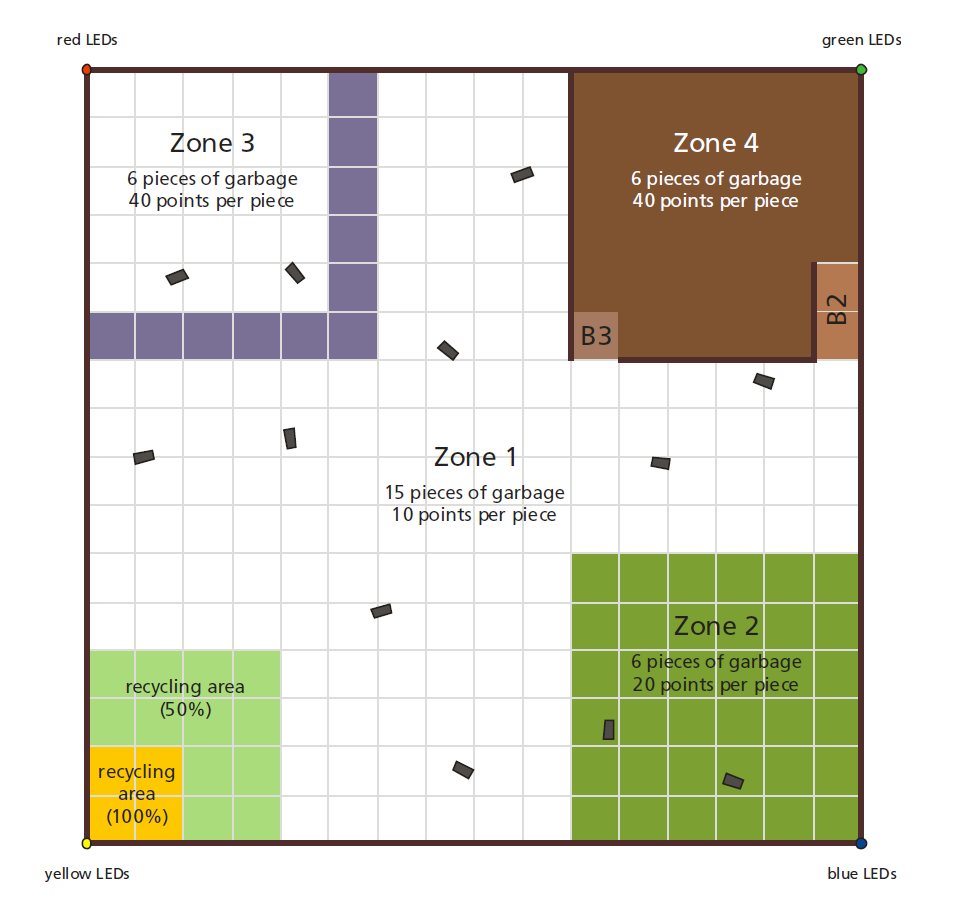 red LEDs
green LEDs
Zone 3
6 pieces of garbage
40 points per piece
Zone 4
6 pieces of garbage
40 points per piece
B2
B3
Zone 1
15 pieces of garbage
10 points per piece
Zone 2
6 pieces of garbage
20 points per piece
recycling area
(50%)
recycling
area
(100%)
yellow LEDs
blue LEDs